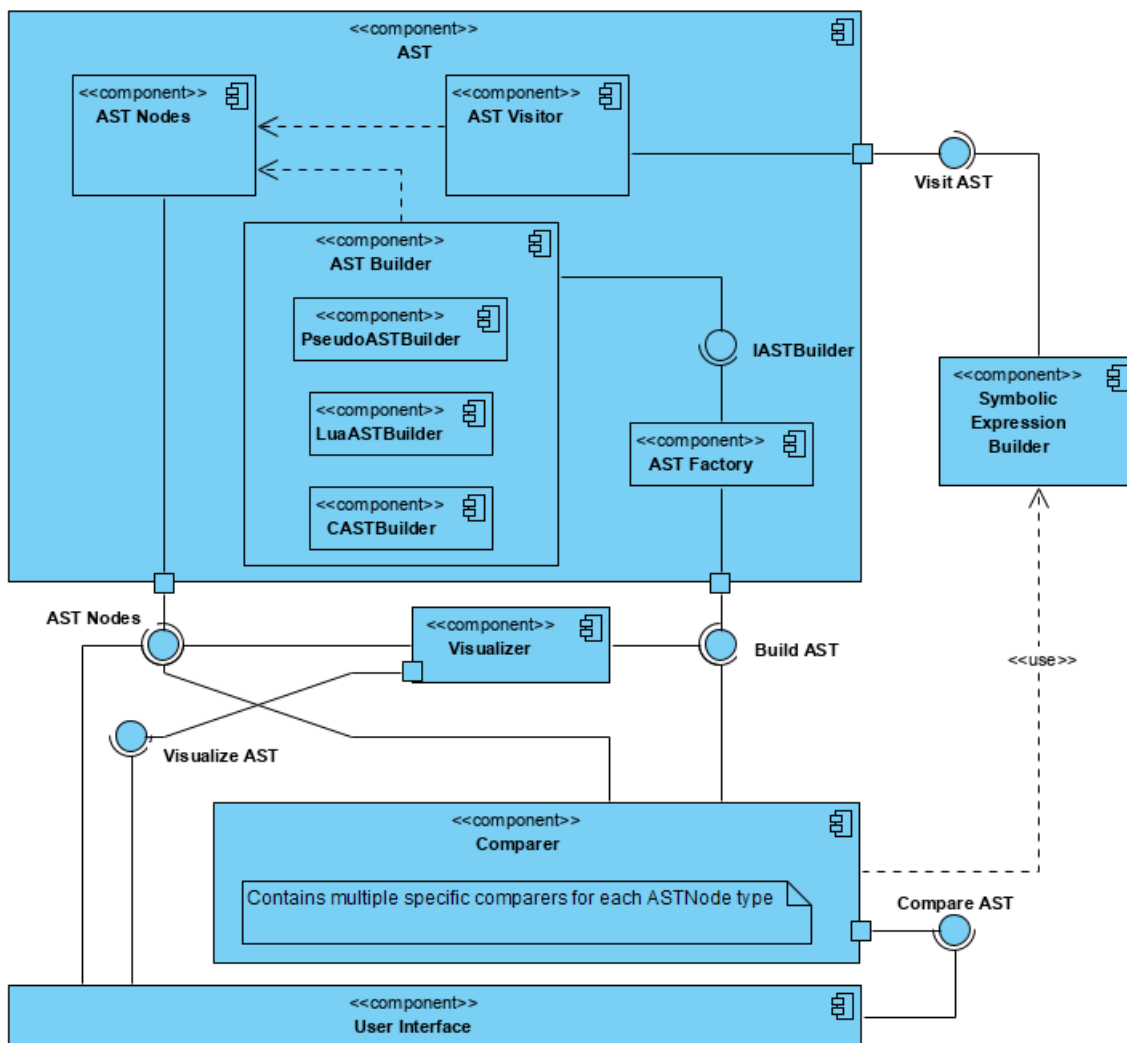 <<component>>
AST
<<component>>
AST Nodes
<<component>>
AST Visitor
Visit AST
<<component>>
AST Builder
<<component>>
PseudoASTBuilder
IASTBuilder
<<component>>
Symbolic
Expression
Builder
<<component>>
LuaASTBuilder
<<component>>
AST Factory
<<component>>
CASTBuilder
AST Nodes
<<component>>
Visualizer
Build AST
<<use>>
Visualize AST
<<component>>
Comparer
Contains multiple specific comparers for each ASTNode type
Compare AST
<<component>>
User Interface